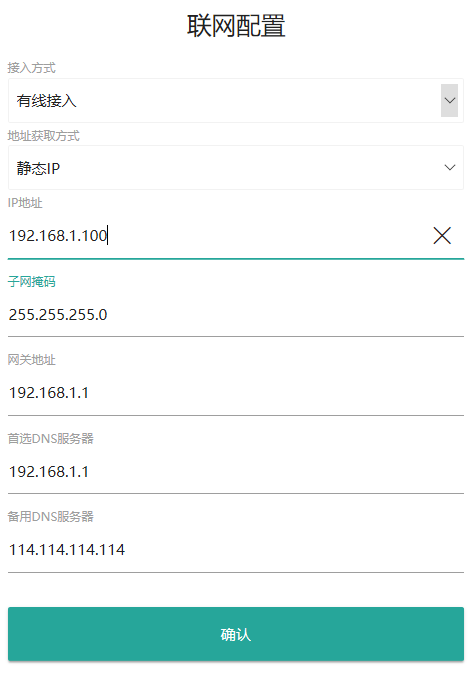 联网配置
接入方式
有线接入
地址获取方式
静态IP
IP地址
192.168.1.100
子网掩码
255.255.255.0
网关地址
192.168.1.1
首选DNS服务器
192.168.1.1
备用DNS服务器
114.114.114.114
确认